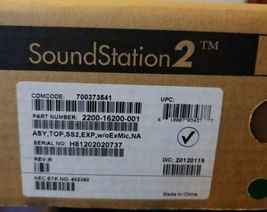 SoundStation2™
COMCODE: 700373541
UPC:
PART NUMBER: 2200-16200-001
ASY,TOP,SS2,EXP,w/oExMic,NA
SERIAL NO: H81202020737
REV:R
DIC: 20120119
NEC STK NO: 402380
Made in China